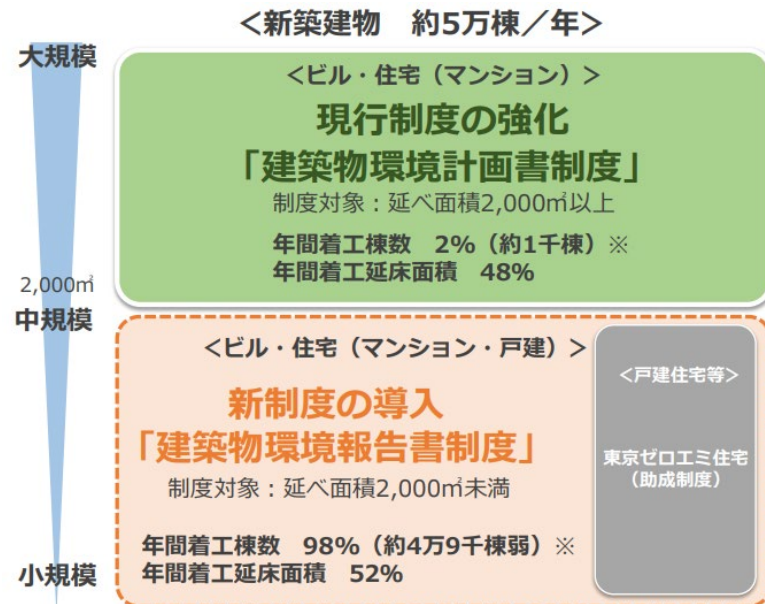 ＜新築建物　約5万棟／年＞
大規模
＜ビル・住宅（マンション）＞
現行制度の強化
「建築物環境計画書制度」
制度対象：延べ面積2,000㎡以上
年間着工棟数　2%（約1千棟）※
年間着工延床面積　48%
2,000㎡
中規模
＜ビル・住宅（マンション・戸建）＞
新制度の導入
「建築物環境報告書制度」
制度対象：延べ面積2,000㎡未満
年間着工棟数　98%（約4万9千棟弱）※
年間着工延床面積　52%
＜戸建住宅等＞
東京ゼロエミ住宅
（助成制度）
小規模